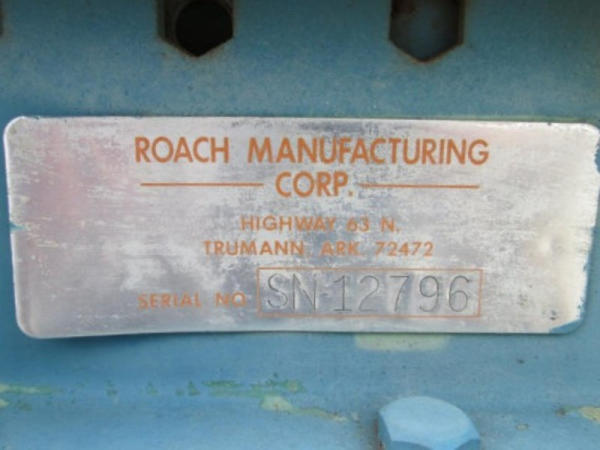 ROACH MANUFACTURING
CORP.
HIGHWAY 63 N.
TRUMANN, ARK. 72472
SERIAL NO SN-12796